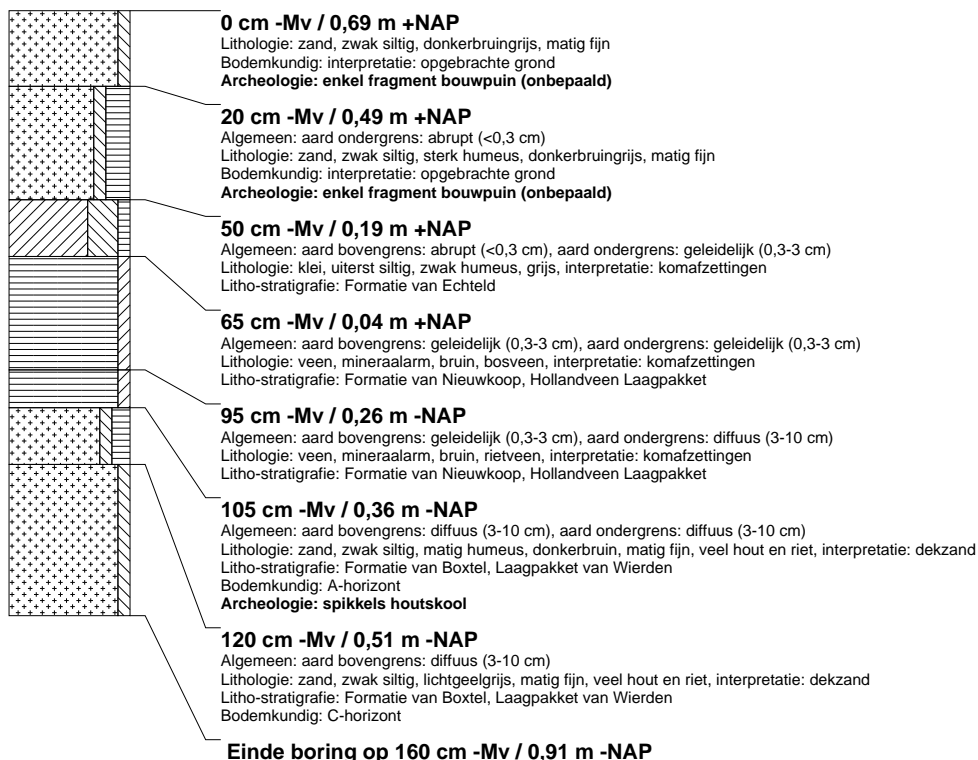 0 cm -Mv / 0,69 m +NAP
Lithologie: zand, zwak siltig, donkerbruingrijs, matig fijn
Bodemkundig: interpretatie: opgebrachte grond
Archeologie: enkel fragment bouwpuin (onbepaald)
20 cm -Mv / 0,49 m +NAP
Algemeen: aard ondergrens: abrupt (<0,3 cm)
Lithologie: zand, zwak siltig, sterk humeus, donkerbruingrijs, matig fijn
Bodemkundig: interpretatie: opgebrachte grond
Archeologie: enkel fragment bouwpuin (onbepaald)
50 cm -Mv / 0,19 m +NAP
Algemeen: aard bovengrens: abrupt (<0,3 cm), aard ondergrens: geleidelijk (0,3-3 cm)
Lithologie: klei, uiterst siltig, zwak humeus, grijs, interpretatie: komafzettingen
Litho-stratigrafie: Formatie van Echteld
65 cm -Mv / 0,04 m +NAP
Algemeen: aard bovengrens: geleidelijk (0,3-3 cm), aard ondergrens: geleidelijk (0,3-3 cm)
Lithologie: veen, mineraalarm, bruin, bosveen, interpretatie: komafzettingen
Litho-stratigrafie: Formatie van Nieuwkoop, Hollandveen Laagpakket
95 cm -Mv / 0,26 m -NAP
Algemeen: aard bovengrens: geleidelijk (0,3-3 cm), aard ondergrens: diffuus (3-10 cm)
Lithologie: veen, mineraalarm, bruin, rietveen, interpretatie: komafzettingen
Litho-stratigrafie: Formatie van Nieuwkoop, Hollandveen Laagpakket
105 cm -Mv / 0,36 m -NAP
Algemeen: aard bovengrens: diffuus (3-10 cm), aard ondergrens: diffuus (3-10 cm)
Lithologie: zand, zwak siltig, matig humeus, donkerbruin, matig fijn, veel hout en riet, interpretatie: dekzand
Litho-stratigrafie: Formatie van Boxtel, Laagpakket van Wierden
Bodemkundig: A-horizont
Archeologie: spikkels houtskool
120 cm -Mv / 0,51 m -NAP
Algemeen: aard bovengrens: diffuus (3-10 cm)
Lithologie: zand, zwak siltig, lichtgeelgrijs, matig fijn, veel hout en riet, interpretatie: dekzand
Litho-stratigrafie: Formatie van Boxtel, Laagpakket van Wierden
Bodemkundig: C-horizont
Einde boring op 160 cm -Mv / 0,91 m -NAP